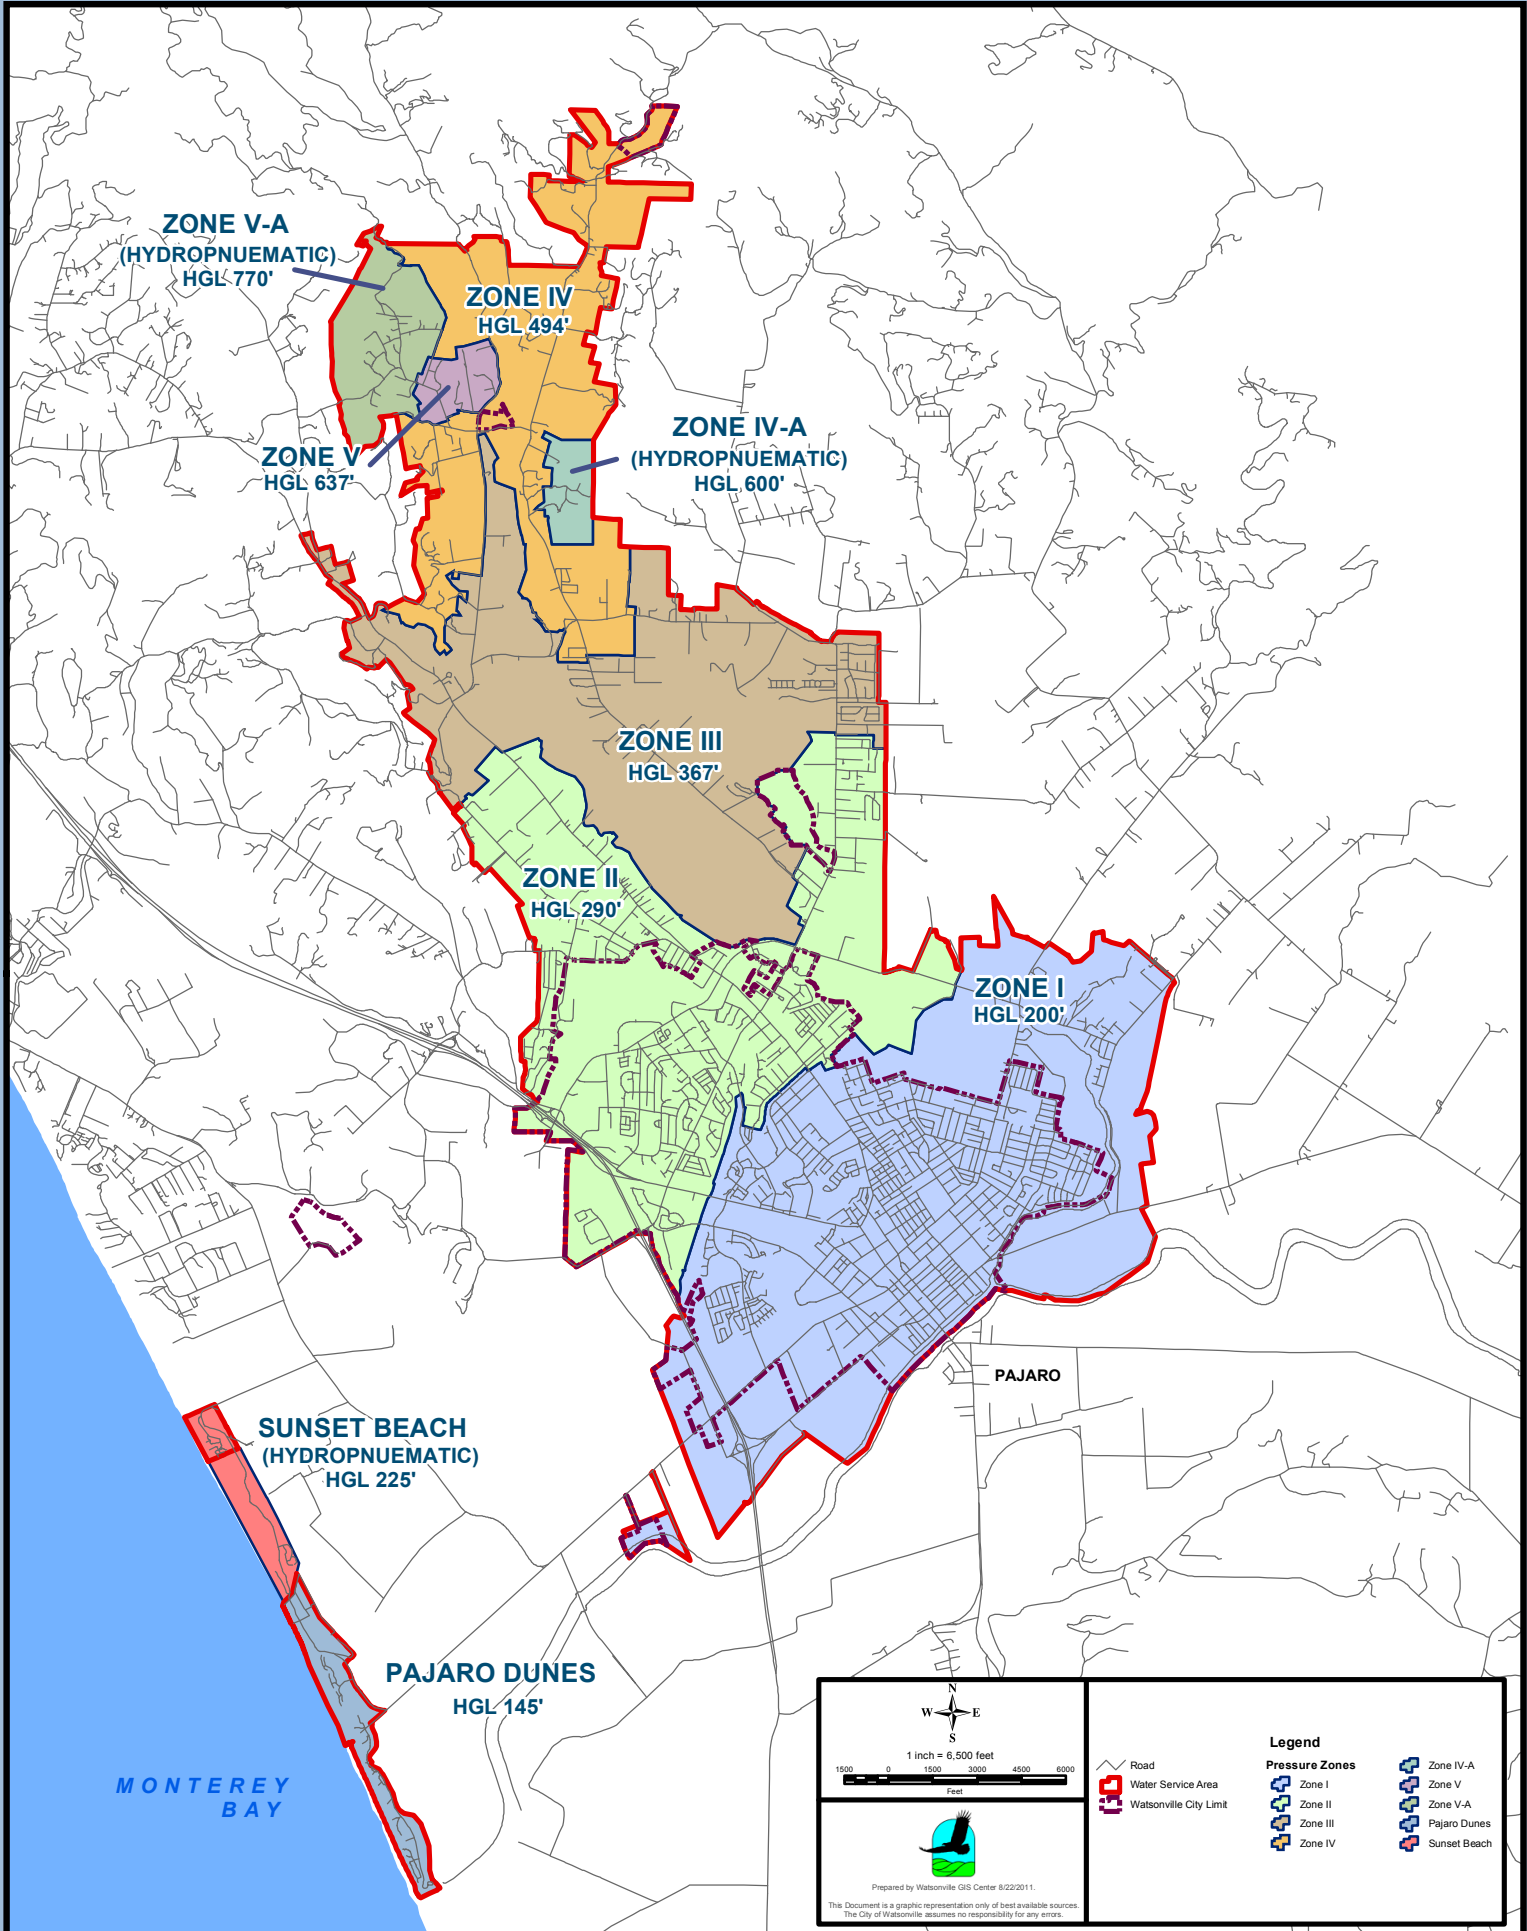 ZONE V-A
(HYDROPNUEMATIC)
HGL 770'
ZONE IV
HGL 494'
ZONE V
HGL 637'
ZONE IV-A
(HYDROPNUEMATIC)
HGL 600'
ZONE III
HGL 367'
ZONE II
HGL 290'
ZONE I
HGL 200'
PAJARO
SUNSET BEACH
(HYDROPNUEMATIC)
HGL 225'
PAJARO DUNES
HGL 145'
MONTEREY
BAY
N
W E
S
1 inch = 6,500 feet
1500 0 1500 3000 4500 6000
Feet
Prepared by Watsonville GIS Center 8/22/2011.
This Document is a graphic representation only of best available sources.
The City of Watsonville assumes no responsibility for any errors.
Legend
Road
Water Service Area
Watsonville City Limit
Pressure Zones
Zone I
Zone II
Zone III
Zone IV
Zone IV-A
Zone V
Zone V-A
Pajaro Dunes
Sunset Beach